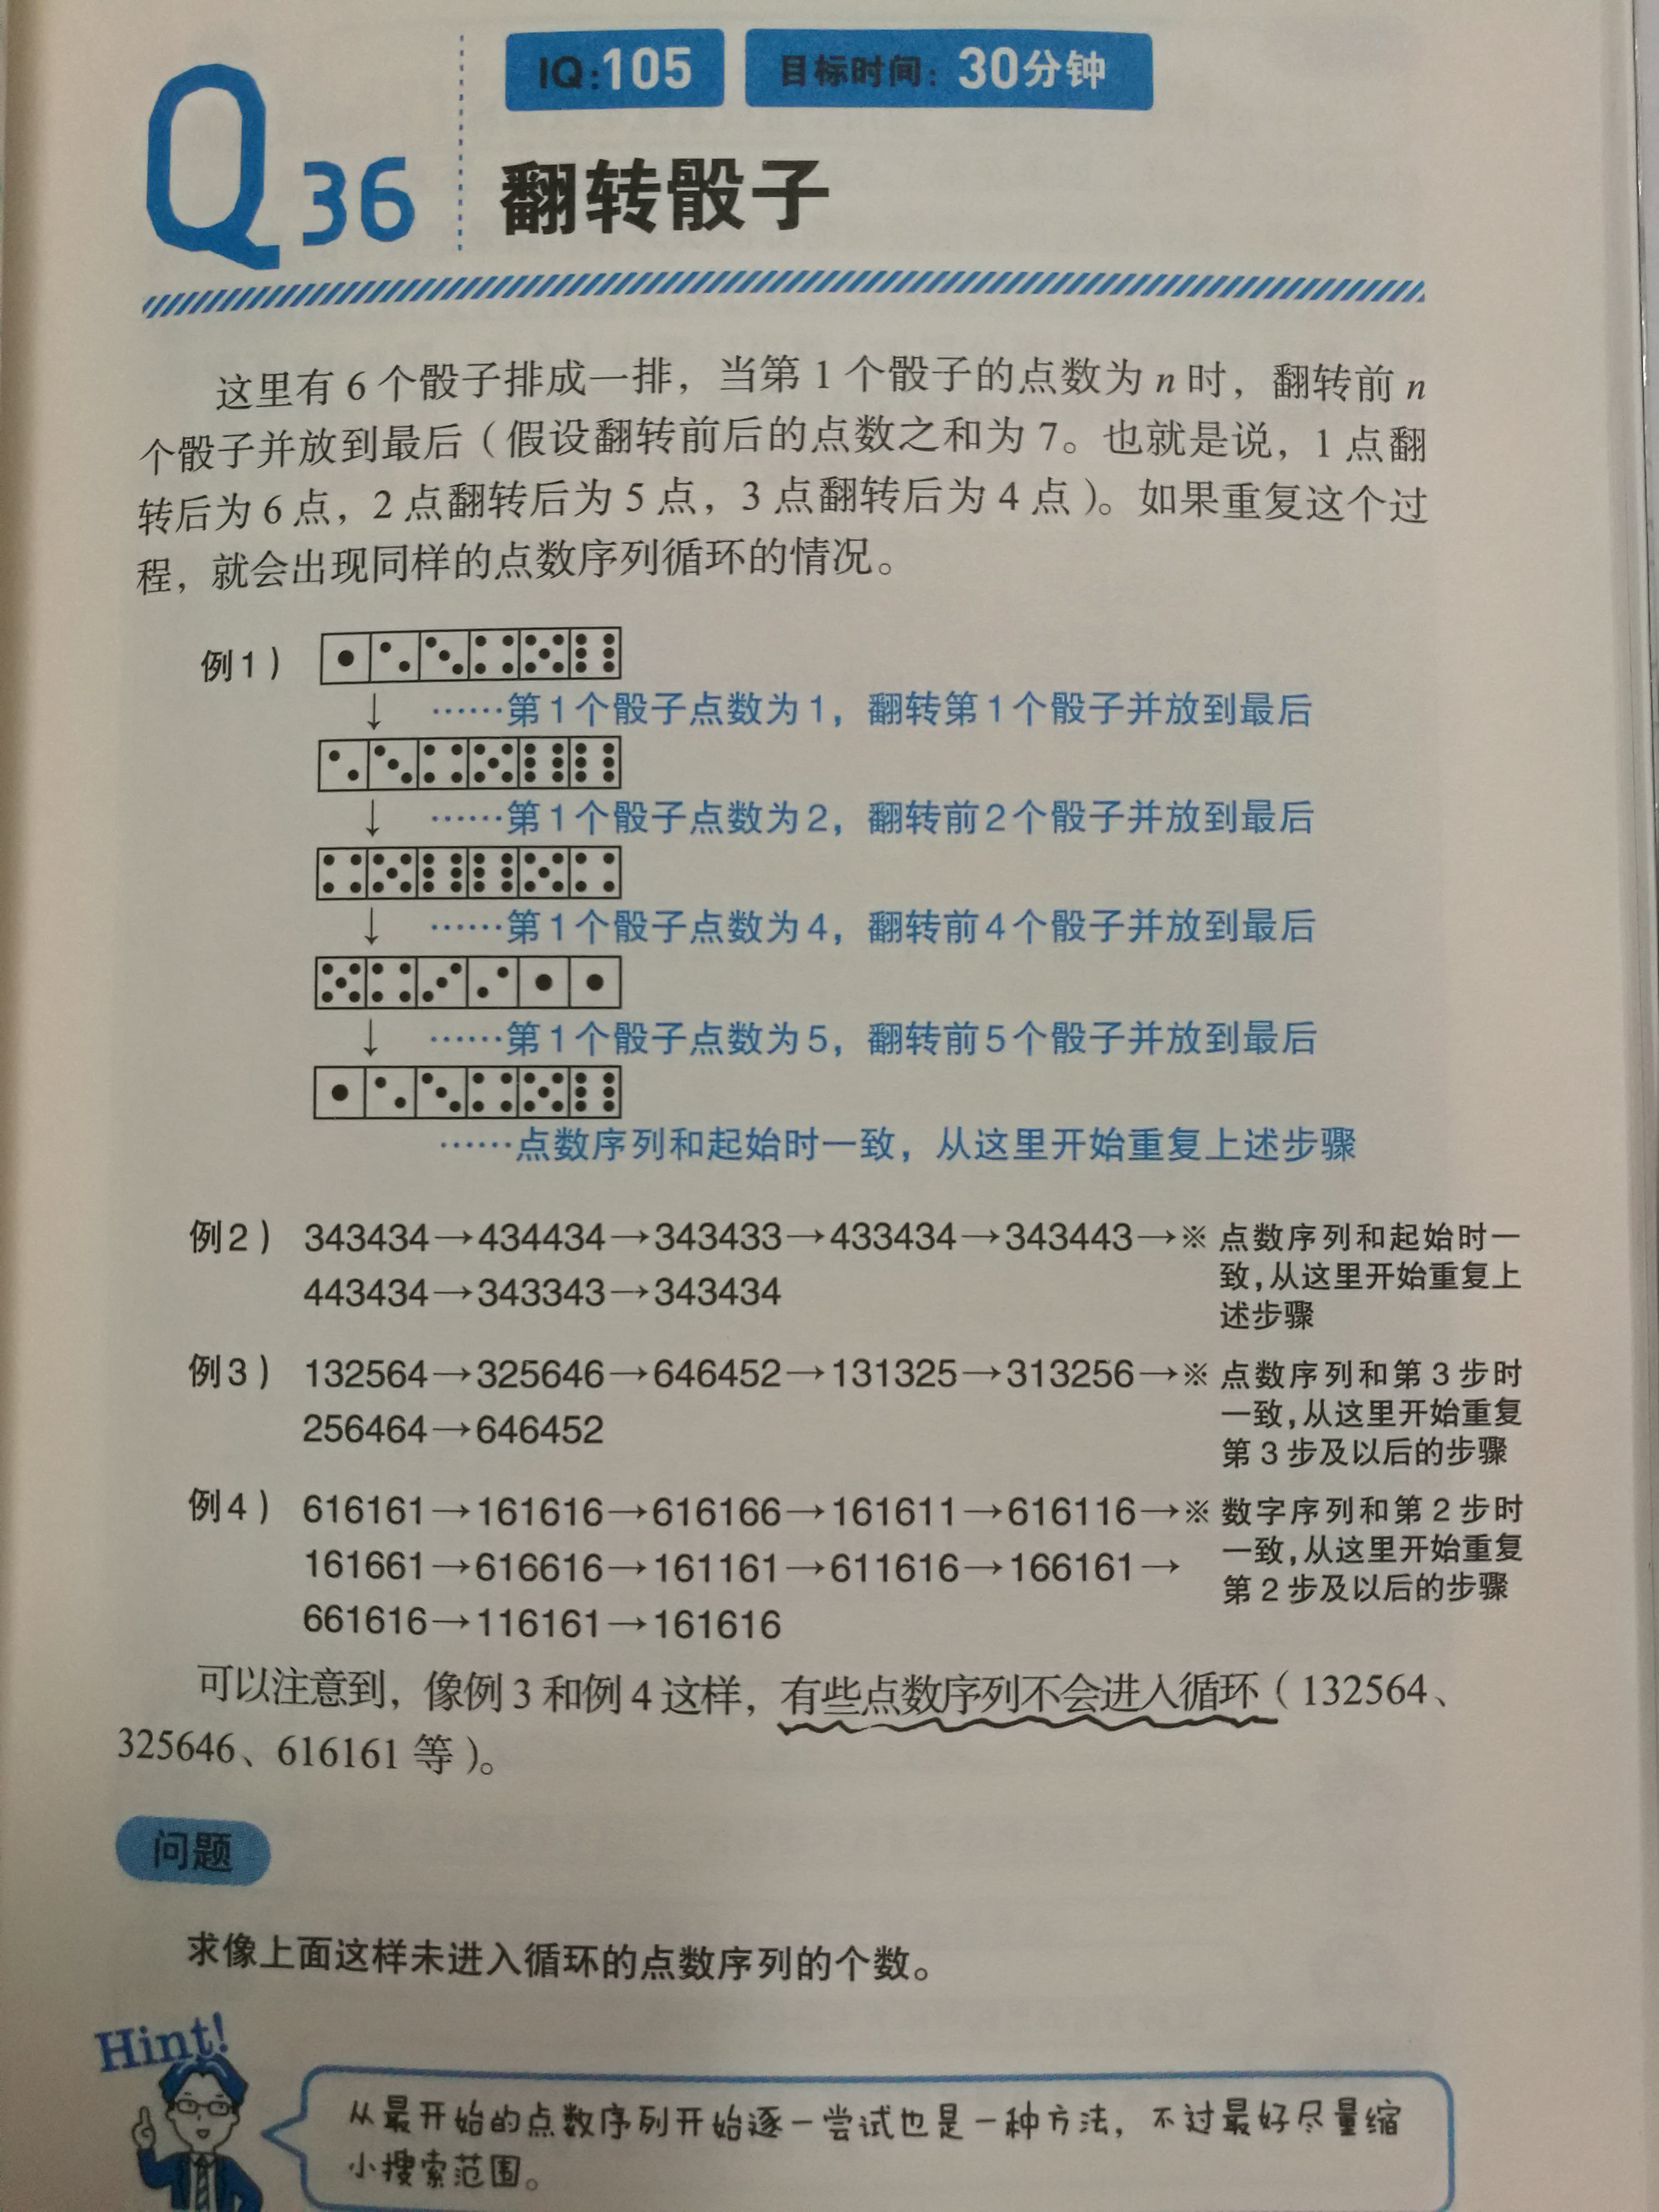 Q36
IQ:105 目标时间：30分钟
翻转骰子
这里有 6 个骰子排成一排，当第 1 个骰子的点数为 n 时，翻转前 n
个骰子并放到最后（假设翻转前后的点数之和为 7。也就是说，1 点翻
转后为 6 点，2 点翻转后为 5 点，3 点翻转后为 4 点）。如果重复这个过
程，就会出现同样的点数序列循环的情况。
例1）
↓ ……第1个骰子点数为1，翻转第1个骰子并放到最后
↓ ……第1个骰子点数为2，翻转前2个骰子并放到最后
↓ ……第1个骰子点数为4，翻转前4个骰子并放到最后
↓ ……第1个骰子点数为5，翻转前5个骰子并放到最后
……点数序列和起始时一致，从这里开始重复上述步骤
例2） 343434→434434→343433→433434→343443→
443434→343343→343434
※ 点数序列和起始时一
致，从这里开始重复上
述步骤
例3） 132564→325646→646452→131325→313256→
256464→646452
※ 点数序列和第3步时
一致，从这里开始重复
第3步及以后的步骤
例4） 616161→161616→616166→161611→616116→
161661→616616→161161→611616→166161→
661616→116161→161616
※ 数字序列和第2步时
一致，从这里开始重复
第2步及以后的步骤
可以注意到，像例 3 和例 4 这样，有些点数序列不会进入循环（132564、
325646、616161 等）。
问题
求像上面这样未进入循环的点数序列的个数。
Hint!
从最开始的点数序列开始逐一尝试也是一种方法，不过最好尽量缩
小搜索范围。